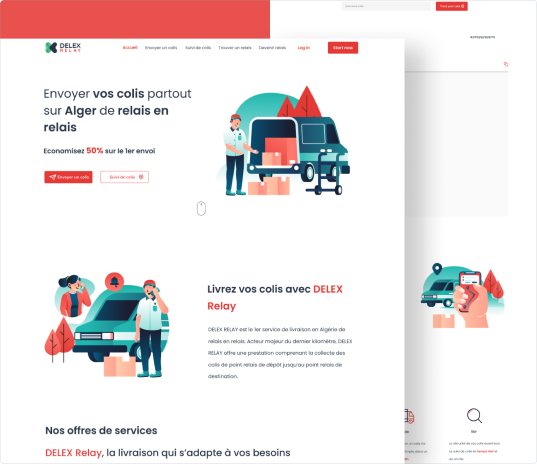 DELEX
RELAY
Accueil
Envoyer un colis
Suivi de colis
Trouver un relais
Devenir relais
Log in
Start now
Envoyer vos colis partout
sur Alger de relais en
relais
Economisez 50% sur le 1er envoi
Envoyer un colis
Suivi de colis
Livrez vos colis avec DELEX
Relay
DELEX RELAY est le 1er service de livraison en Algérie de
relais en relais. Acteur majeur du dernier kilomètre, DELEX
RELAY offre une prestation comprenant la collecte des
colis de point relais de dépôt jusqu'au point relais de
destination.
Nos offres de services
DELEX Relay, la livraison qui s'adapte à vos besoins